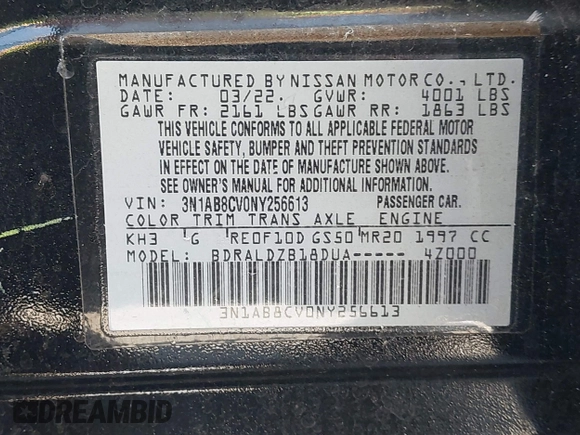 MANUFACTURED BY NISSAN MOTOR CO., LTD.
DATE: 03/22. GVWR: 4001 LBS
GAWR FR: 2161 LBS GAWR RR: 1863 LBS
THIS VEHICLE CONFORMS TO ALL APPLICABLE FEDERAL MOTOR
VEHICLE SAFETY, BUMPER AND THEFT PREVENTION STANDARDS
IN EFFECT ON THE DATE OF MANUFACTURE SHOWN ABOVE.
SEE OWNER'S MANUAL FOR ADDITIONAL INFORMATION.
VIN: 3N1AB8CV0NY256613 PASSENGER CAR.
COLOR TRIM TRANS AXLE ENGINE
KH3 G RE0F10D GS50 MR20 1997 CC
MODEL: BDRALDZB18DUA----- 4Z000
3N1AB8CV0NY256613
DREAMBID